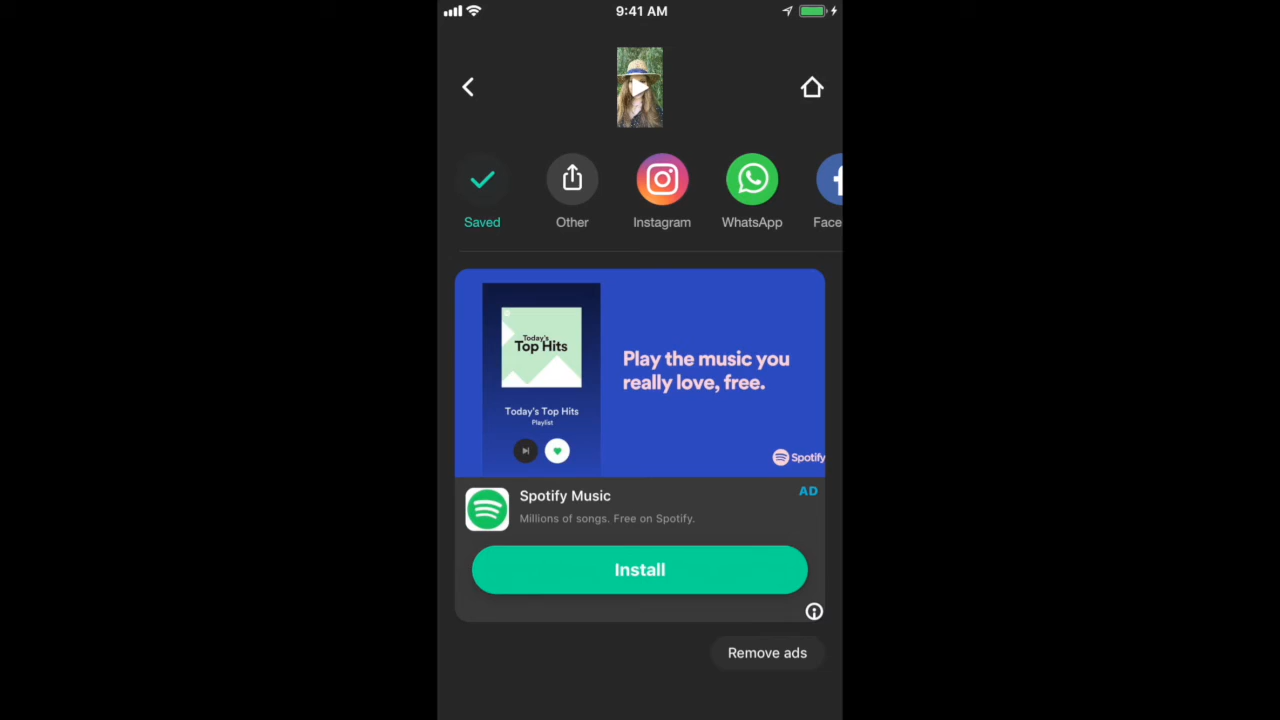 9:41 AM
Saved
Other
Instagram
WhatsApp
Face
Today's
Top Hits
Today's Top Hits
Playlist
Play the music you
really love, free.
Spotify
Spotify Music
AD
Millions of songs. Free on Spotify.
Install
Remove ads